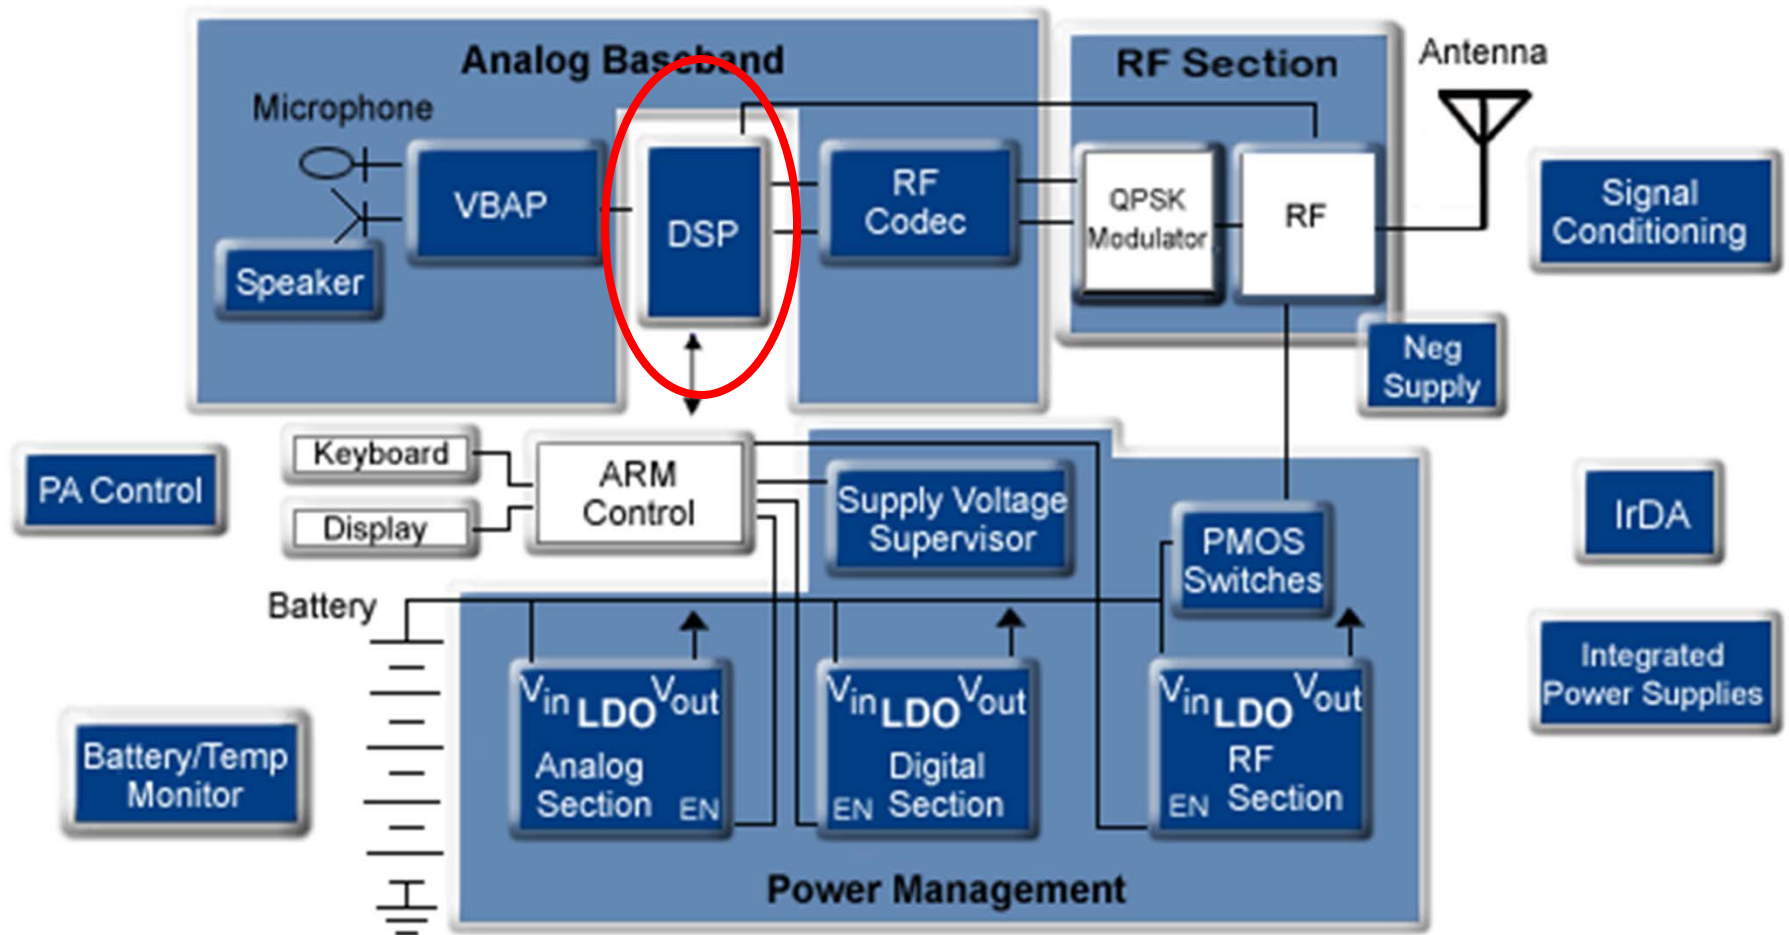 Analog Baseband
RF Section
Antenna
Microphone
VBAP
DSP
RF
Codec
QPSK
Modulator
RF
Signal
Conditioning
Speaker
Neg
Supply
PA Control
Keyboard
Display
ARM
Control
Supply Voltage
Supervisor
PMOS
Switches
IrDA
Battery
Integrated
Power Supplies
Battery/Temp
Monitor
Vin LDO Vout
Analog
Section EN
Vin LDO Vout
Digital
EN Section
Vin LDO Vout
RF
EN Section
Power Management